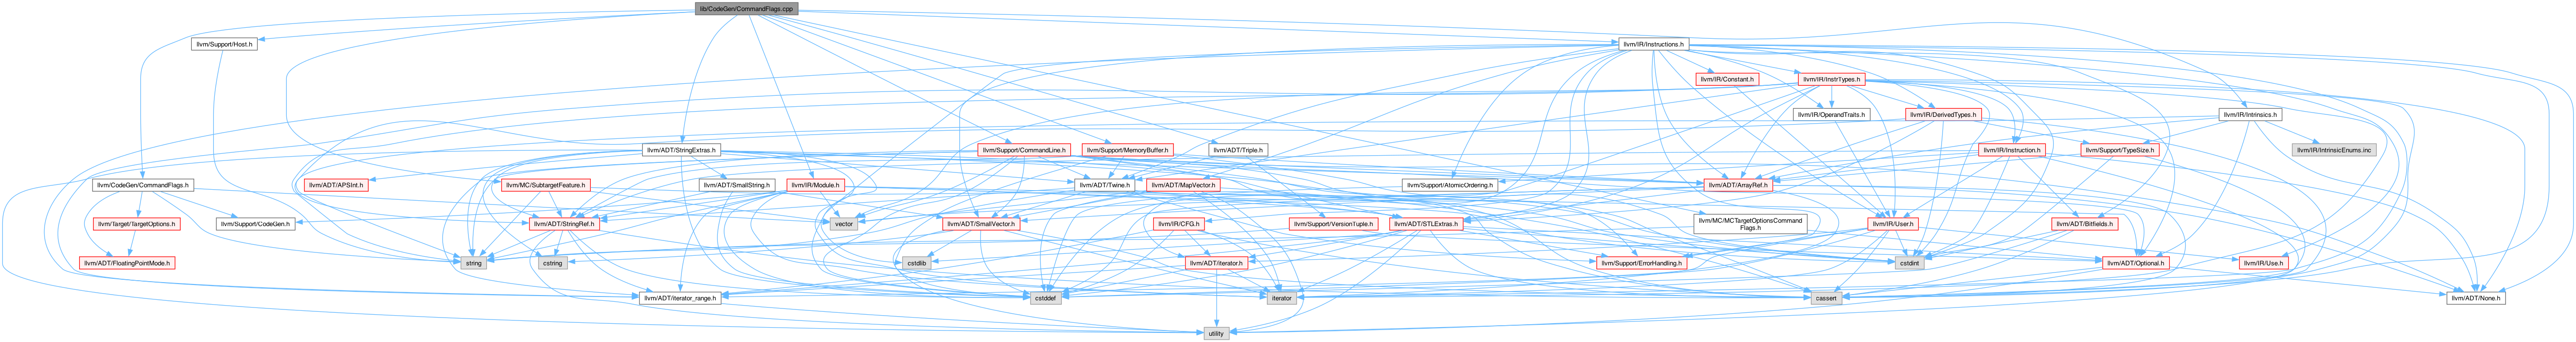 lib/CodeGen/CommandFlags.cpp
llvm/Support/Host.h
llvm/IR/Instructions.h
llvm/IR/Constant.h
llvm/IR/InstrTypes.h
llvm/IR/OperandTraits.h
llvm/IR/DerivedTypes.h
llvm/IR/Intrinsics.h
llvm/ADT/StringExtras.h
llvm/Support/CommandLine.h
llvm/Support/MemoryBuffer.h
llvm/ADT/Triple.h
llvm/IR/Instruction.h
llvm/Support/TypeSize.h
llvm/IR/IntrinsicEnums.inc
llvm/CodeGen/CommandFlags.h
llvm/ADT/APSInt.h
llvm/MC/SubtargetFeature.h
llvm/ADT/SmallString.h
llvm/IR/Module.h
llvm/ADT/Twine.h
llvm/ADT/MapVector.h
llvm/Support/AtomicOrdering.h
llvm/ADT/ArrayRef.h
llvm/Target/TargetOptions.h
llvm/Support/CodeGen.h
llvm/ADT/StringRef.h
vector
llvm/ADT/SmallVector.h
llvm/IR/CFG.h
llvm/Support/VersionTuple.h
llvm/ADT/STLExtras.h
llvm/MC/MCTargetOptionsCommand
Flags.h
llvm/IR/User.h
llvm/ADT/Bitfields.h
llvm/ADT/FloatingPointMode.h
string
cstring
cstdlib
llvm/ADT/iterator.h
llvm/Support/ErrorHandling.h
cstdint
llvm/ADT/Optional.h
llvm/IR/Use.h
llvm/ADT/iterator_range.h
cstddef
iterator
cassert
llvm/ADT/None.h
utility